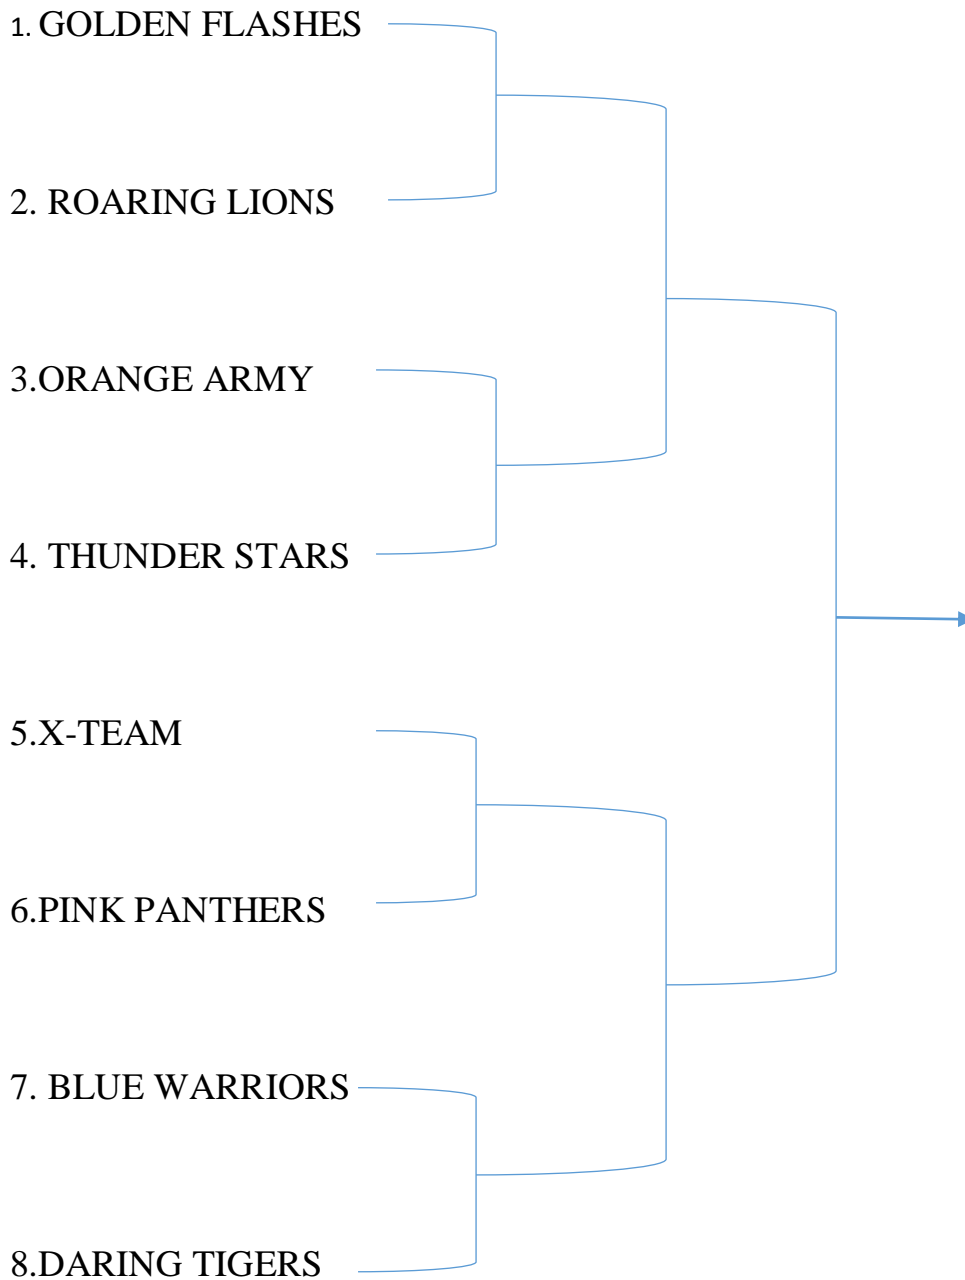 1. GOLDEN FLASHES
2. ROARING LIONS
3.ORANGE ARMY
4. THUNDER STARS
5.X-TEAM
6.PINK PANTHERS
7. BLUE WARRIORS
8.DARING TIGERS